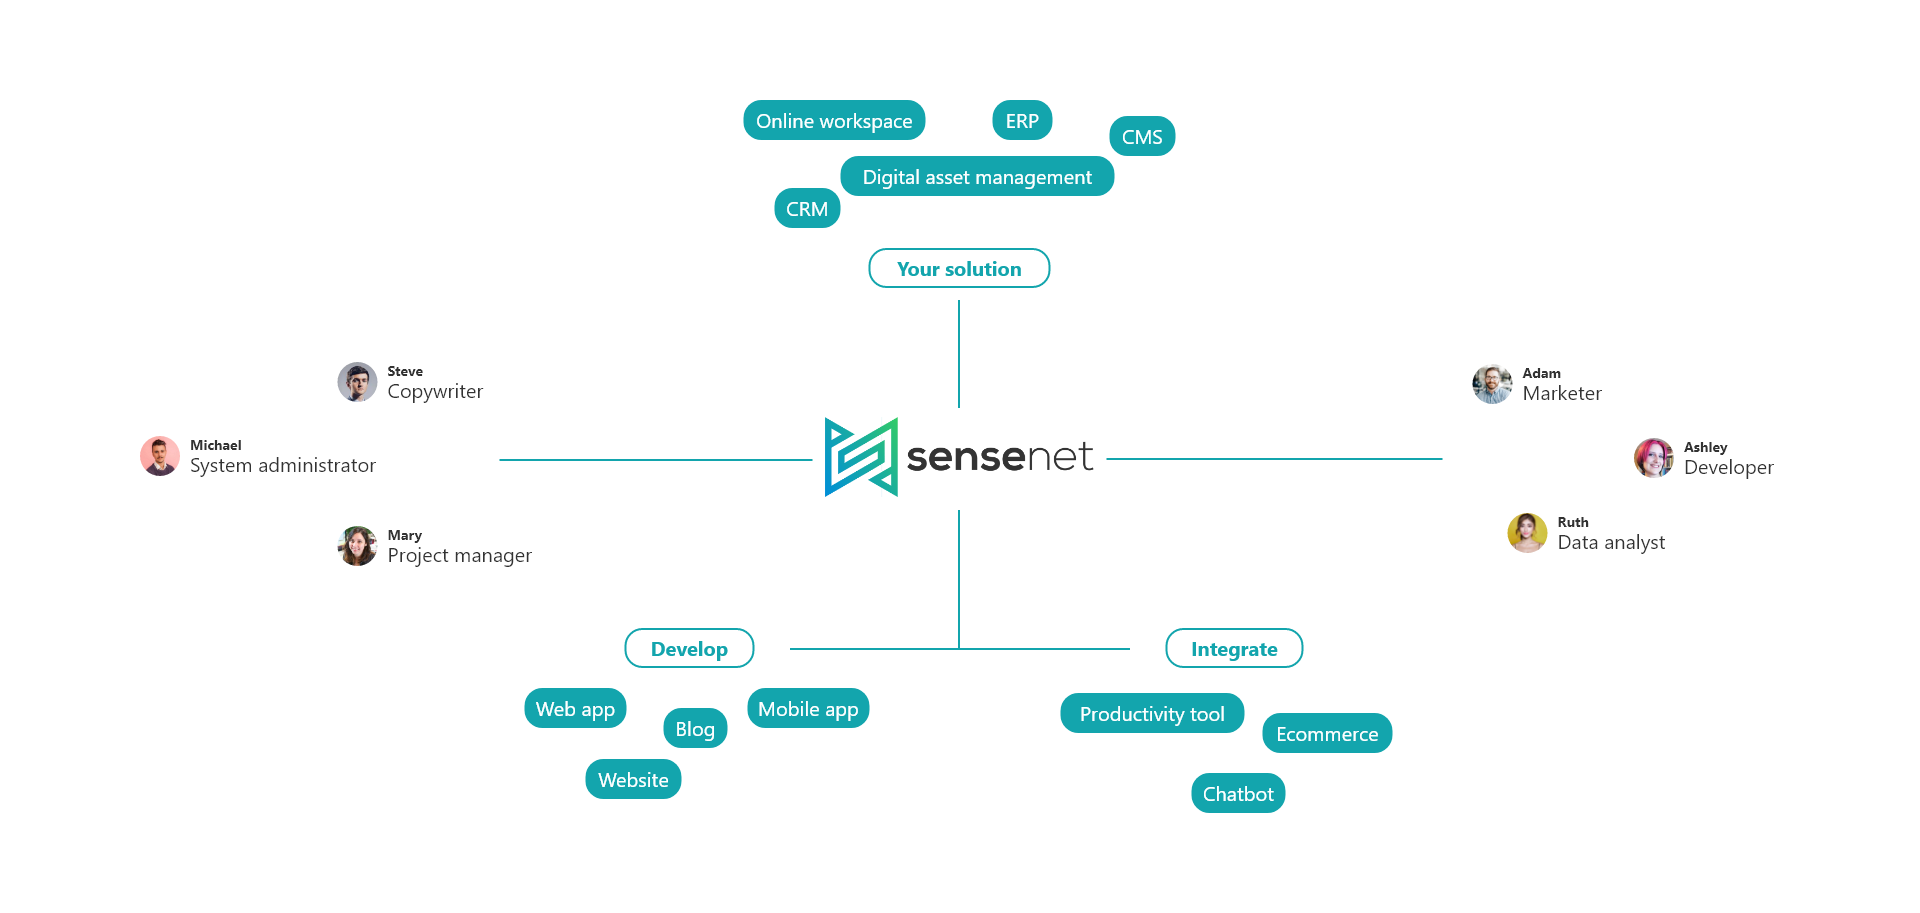 Online workspace
ERP
CMS
Digital asset management
CRM
Your solution
Steve
Copywriter
Michael
System administrator
Mary
Project manager
sensenet
Adam
Marketer
Ashley
Developer
Ruth
Data analyst
Develop
Web app
Blog
Mobile app
Website
Integrate
Productivity tool
Ecommerce
Chatbot